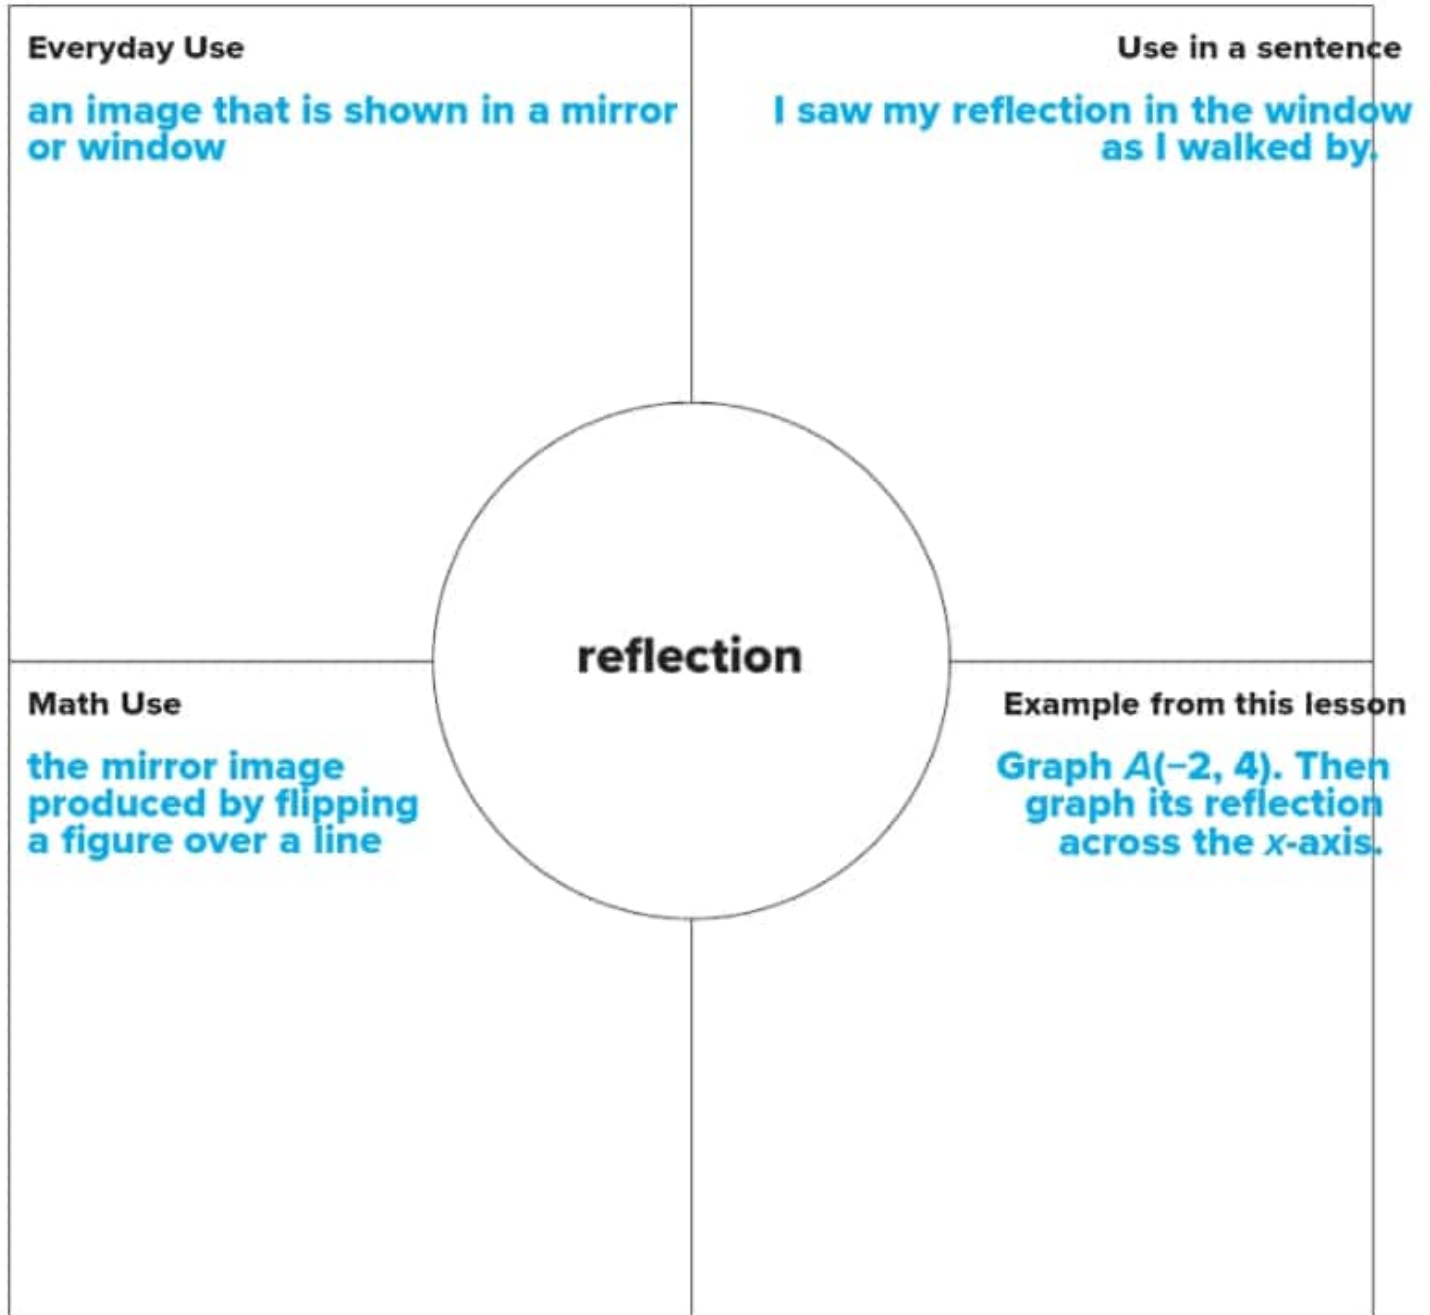 Everyday Use
an image that is shown in a mirror
or window
Use in a sentence
I saw my reflection in the window
as I walked by.
reflection
Math Use
the mirror image
produced by flipping
a figure over a line
Example from this lesson
Graph A(−2, 4). Then
graph its reflection
across the x-axis.